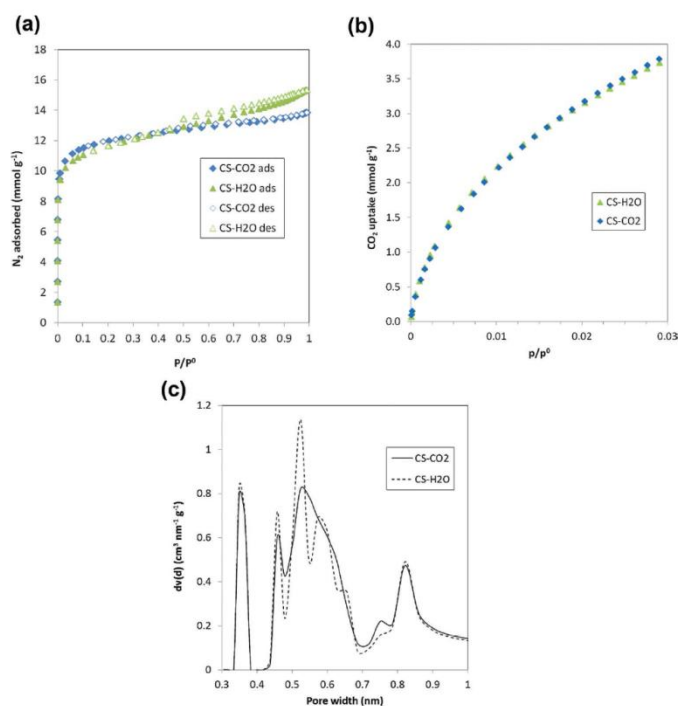 (a)
N2 adsorbed (mmol g-1)
18
16
14
12
10
8
6
4
2
0
CS-CO2 ads
CS-H2O ads
CS-CO2 des
CS-H2O des
0 0.1 0.2 0.3 0.4 0.5 0.6 0.7 0.8 0.9 1
P/P0
(b)
CO2 uptake (mmol g-1)
4.0
3.5
3.0
2.5
2.0
1.5
1.0
0.5
0.0
CS-H2O
CS-CO2
0 0.01 0.02 0.03
p/p0
(c)
dv(d) (cm3 nm-1 g-1)
1.2
1
0.8
0.6
0.4
0.2
0
CS-CO2
CS-H2O
0.3 0.4 0.5 0.6 0.7 0.8 0.9 1
Pore width (nm)